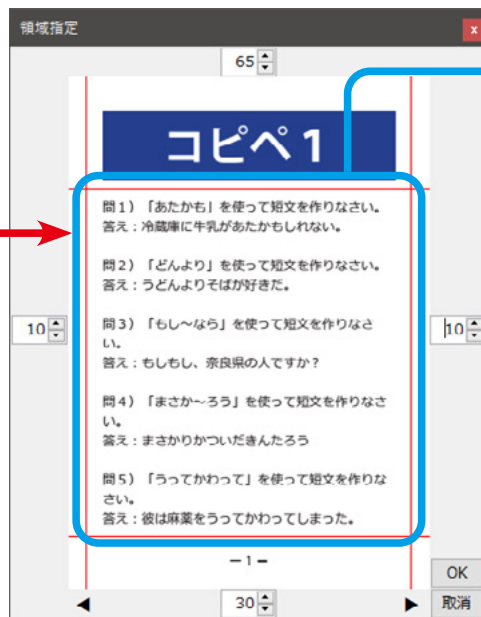 領域指定
x
65
コピペ1
問1）「あたかも」を使って短文を作りなさい。
答え：冷蔵庫に牛乳があたかもしれない。
問2）「どんより」を使って短文を作りなさい。
答え：うどんよりそばが好きだ。
10
10
問3）「もし～なら」を使って短文を作りなさ
い。
答え：もしもし、奈良県の人ですか？
問4）「まさか～ろう」を使って短文を作りなさ
い。
答え：まさかりかついだきんたろう
問5）「うってかわって」を使って短文を作りな
さい。
答え：彼は麻薬をうってかわってしまった。
－1－
OK
30
取消